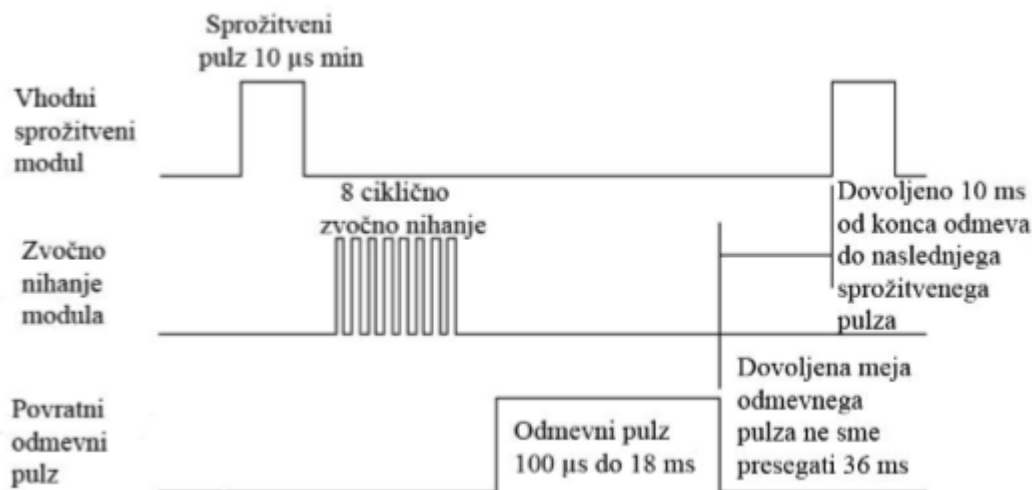 Sprožitveni
pulz 10 µs min
Vhodni
sprožitveni
modul
8 ciklično
zvočno nihanje
Dovoljeno 10 ms
od konca odmeva
do naslednjega
sprožitvenega
pulza
Zvočno
nihanje
modula
Dovoljena meja
odmevnega
pulza ne sme
presegati 36 ms
Povratni
odmevni
pulz
Odmevni pulz
100 µs do 18 ms